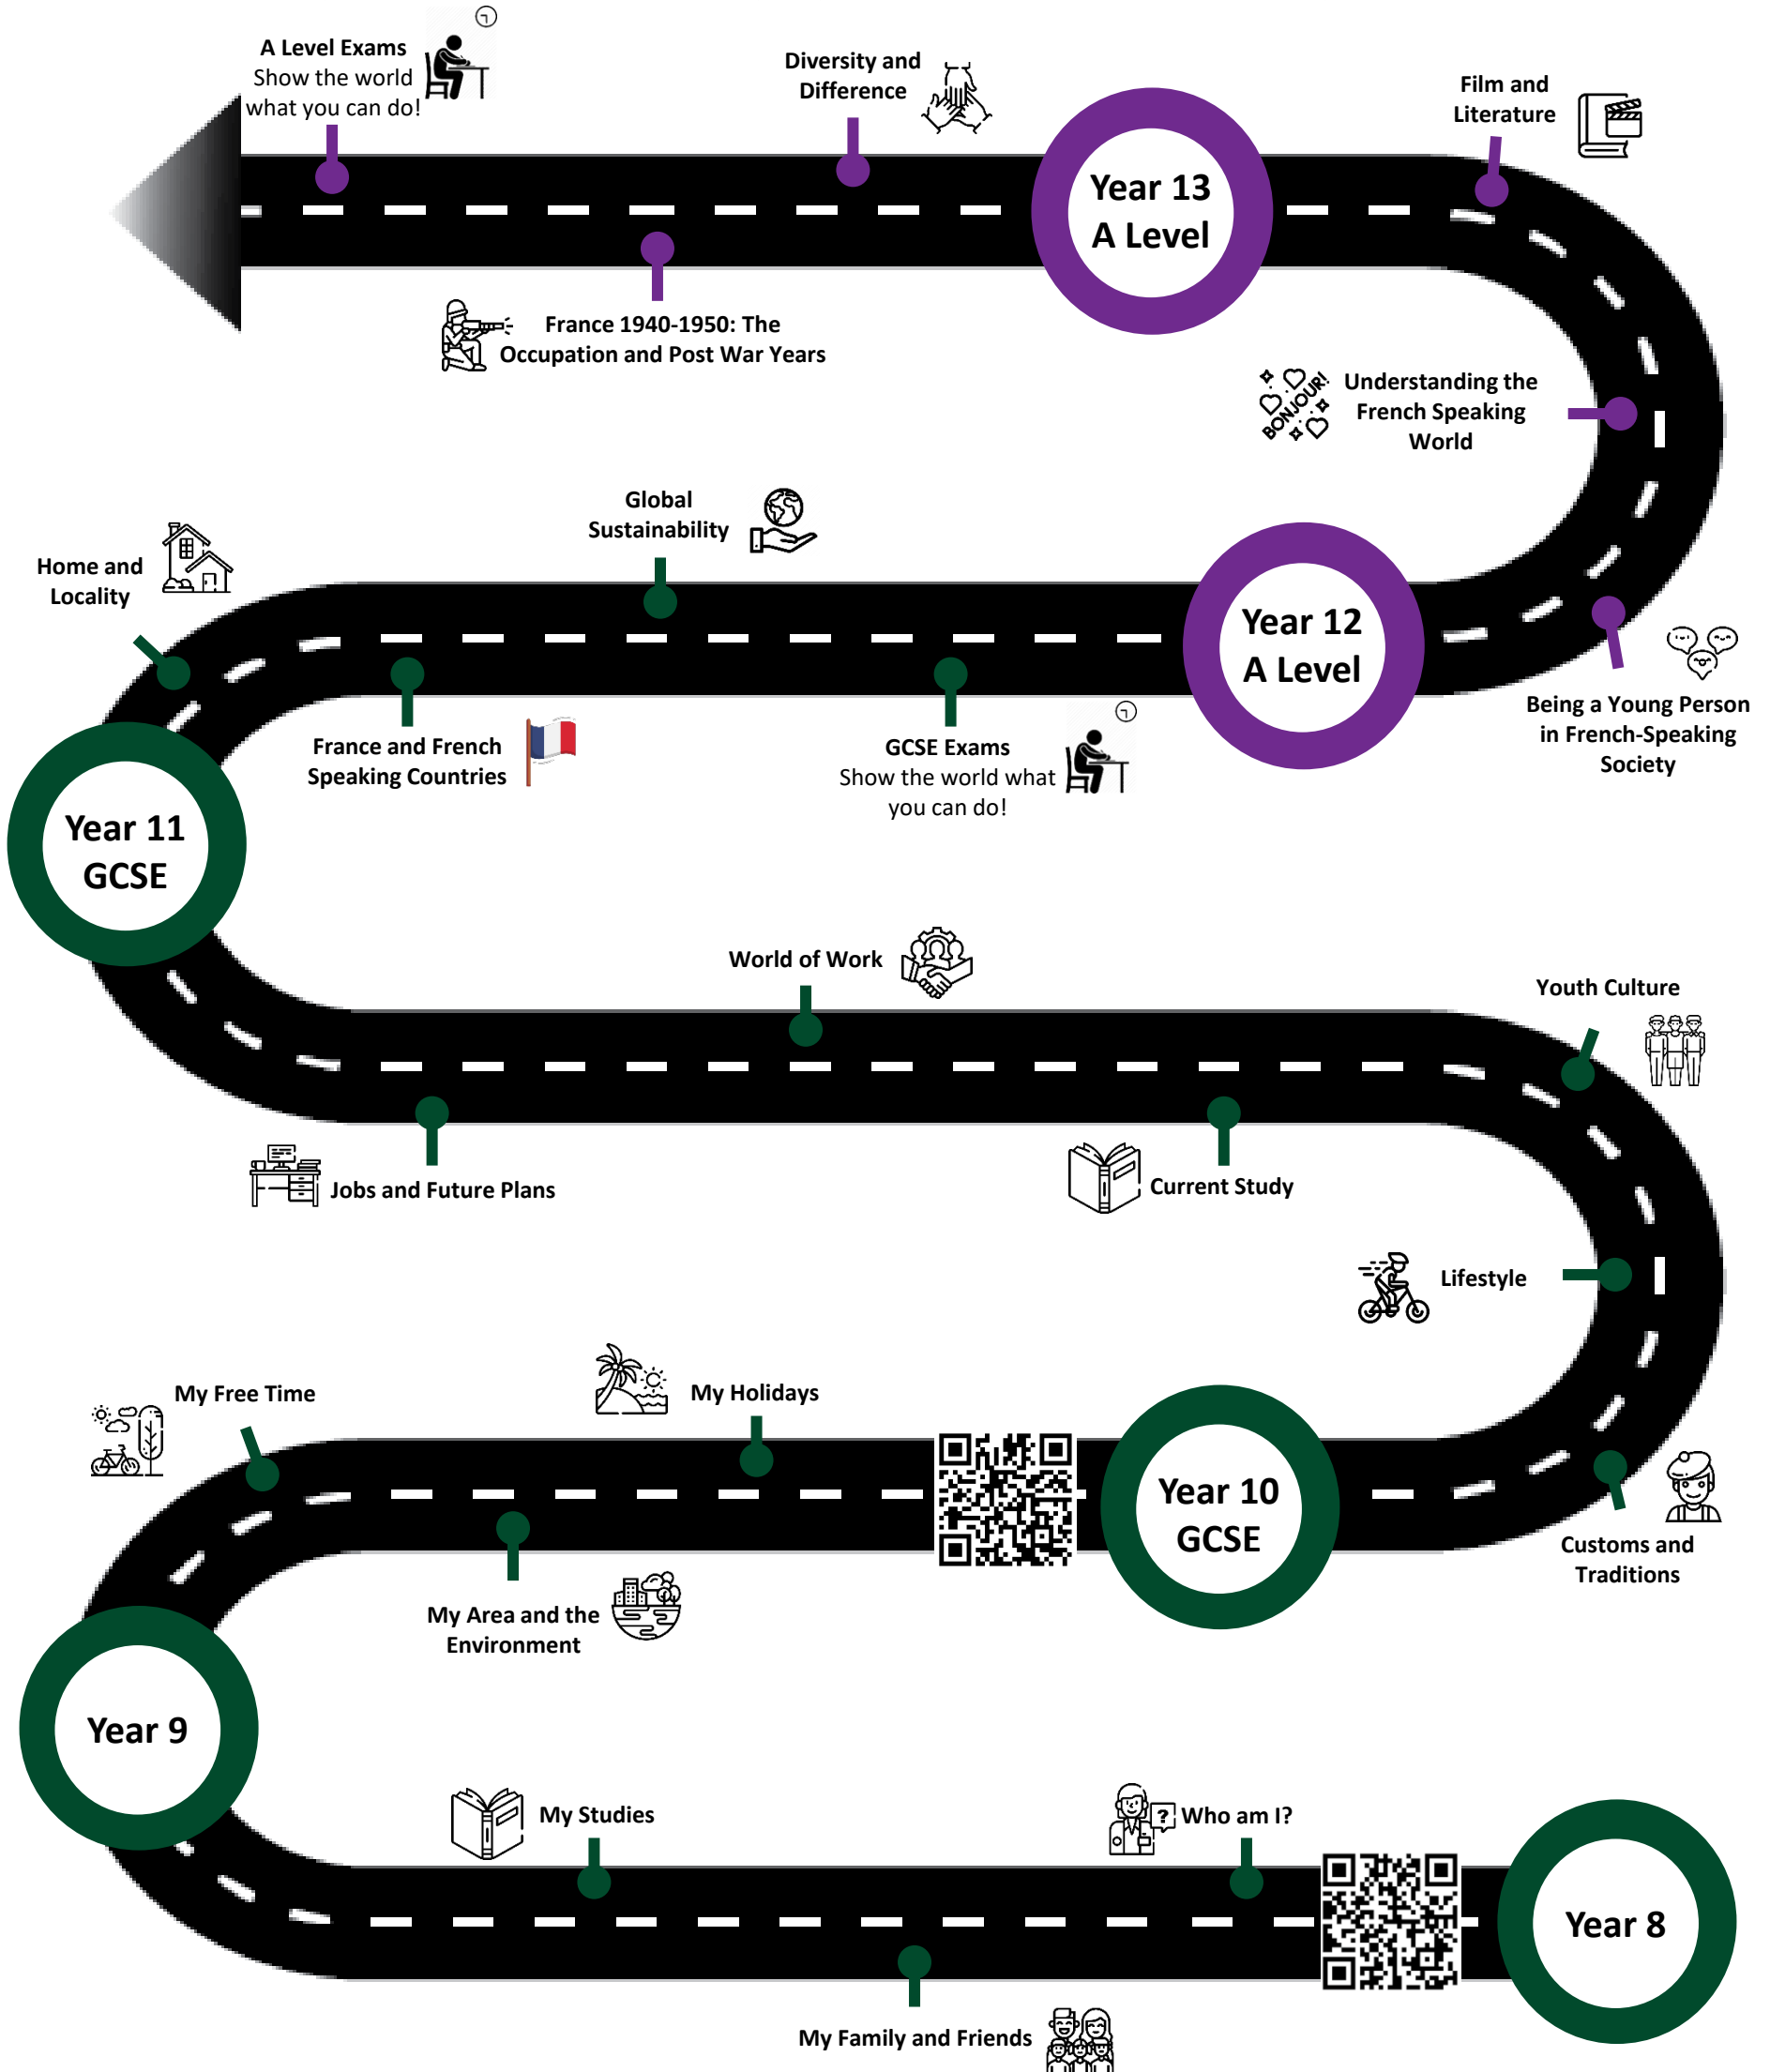 A Level Exams
Show the world
what you can do!
Diversity and
Difference
Film and
Literature
Year 13
A Level
France 1940-1950: The
Occupation and Post War Years
BONJOUR!
Understanding the
French Speaking
World
Global
Sustainability
Home and
Locality
Year 12
A Level
Being a Young Person
in French-Speaking
Society
France and French
Speaking Countries
GCSE Exams
Show the world what
you can do!
Year 11
GCSE
World of Work
Youth Culture
Jobs and Future Plans
Current Study
Lifestyle
My Free Time
My Holidays
Year 10
GCSE
Customs and
Traditions
My Area and the
Environment
Year 9
My Studies
?
Who am I?
Year 8
My Family and Friends